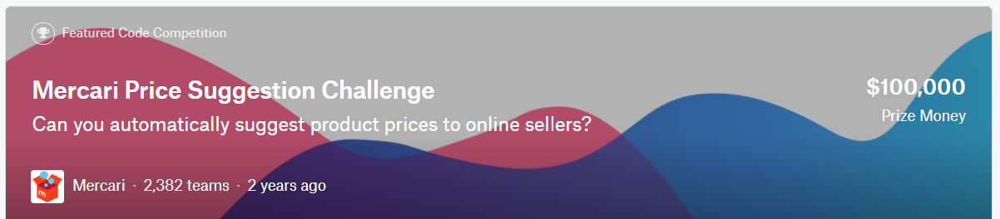 Featured Code Competition
Mercari Price Suggestion Challenge
$100,000
Can you automatically suggest product prices to online sellers?
Prize Money
m
Mercari · 2,382 teams · 2 years ago